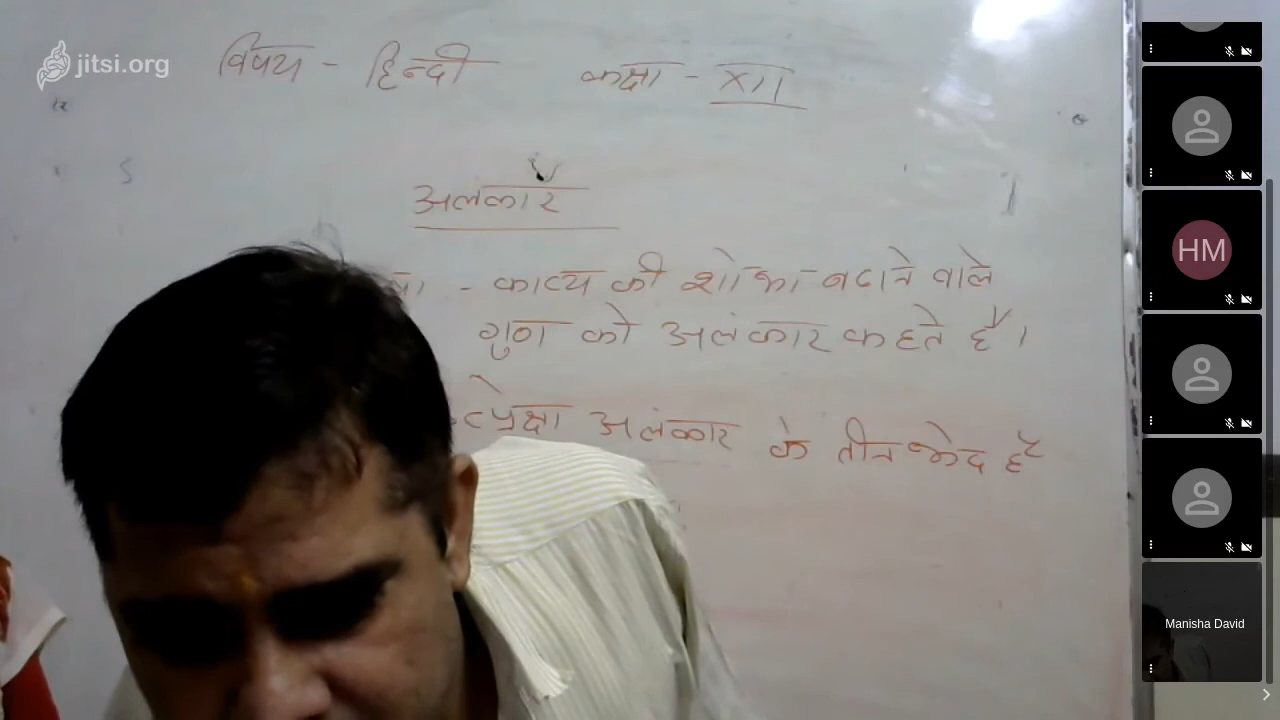 jitsi.org
विषय - हिन्दी कक्षा - XII
अलंकार
- काव्य की शोभा बढाने वाले
गुण को अलंकार कहते हैं।
त्प्रेक्षा अलंकार के तीन भेद हैं
HM
Manisha David